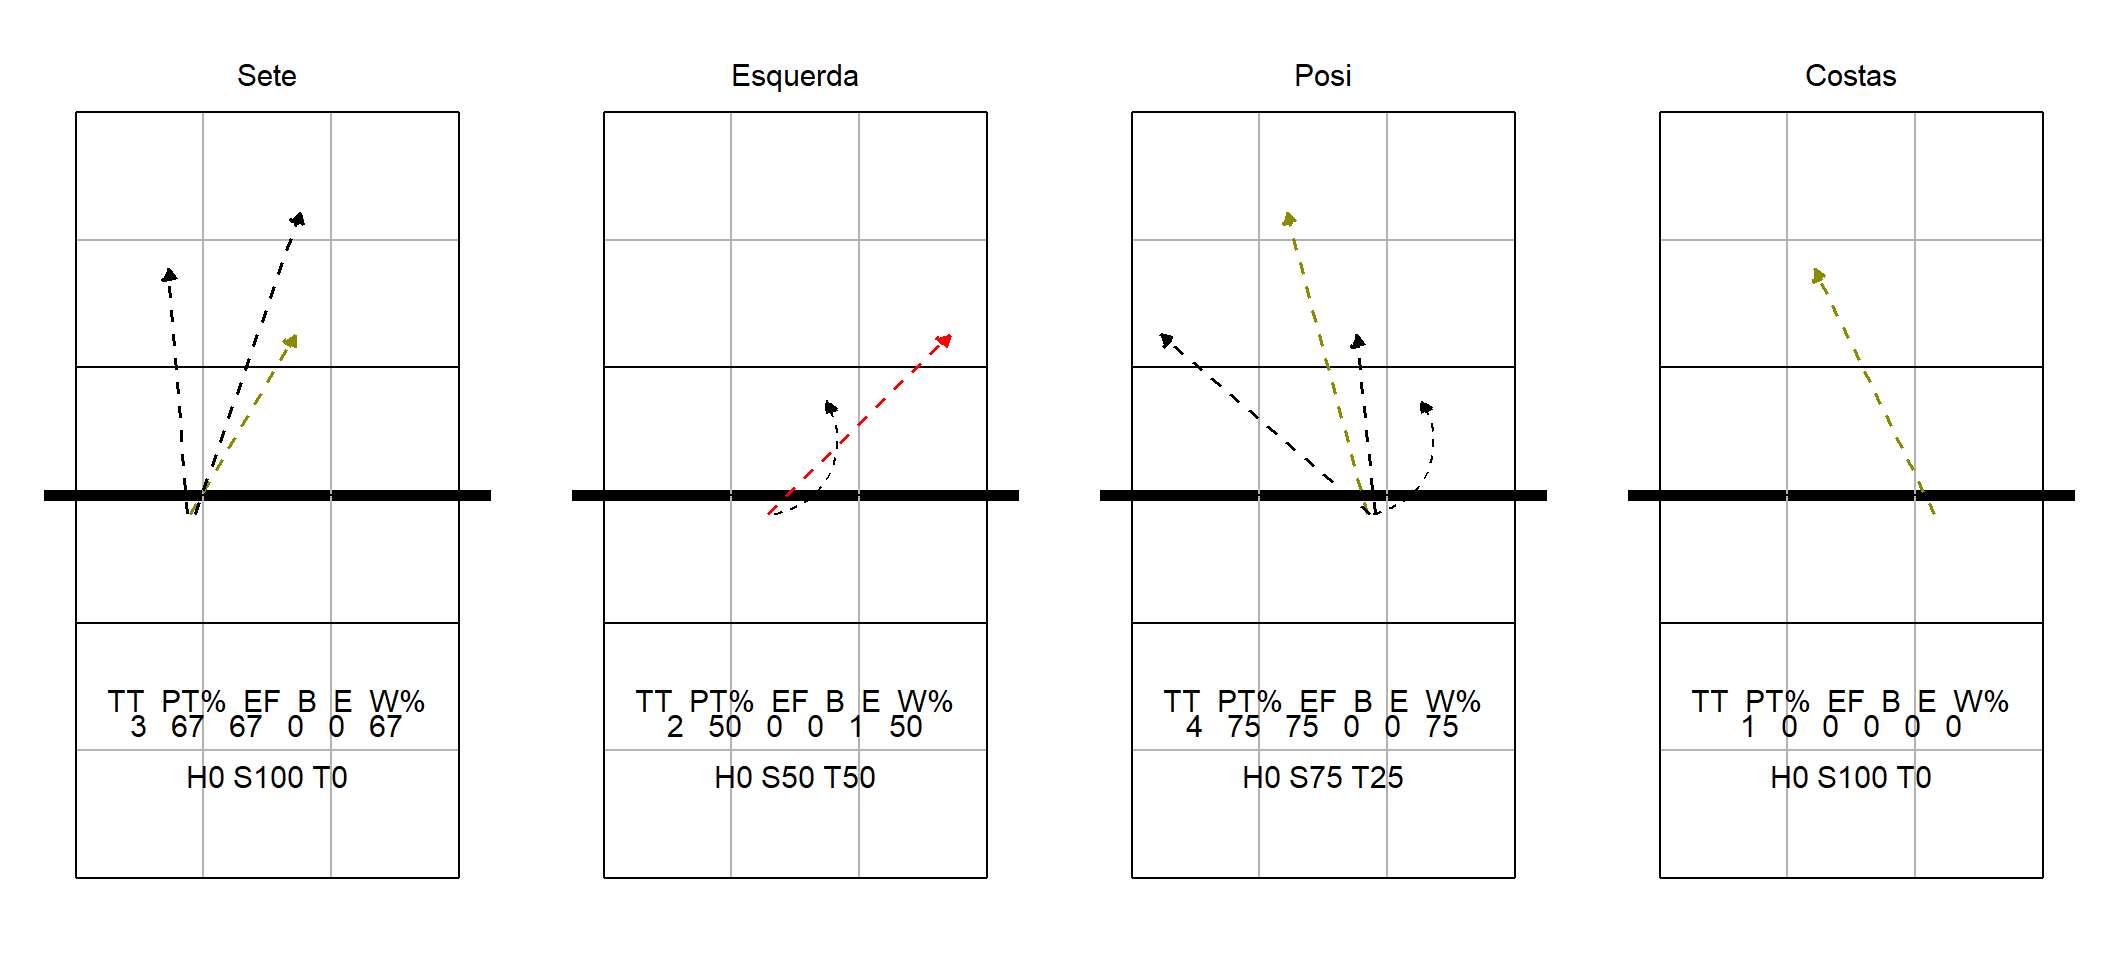 Sete
TT PT% EF B E W%
3 67 67 0 0 67
H0 S100 T0
Esquerda
TT PT% EF B E W%
2 50 0 0 1 50
H0 S50 T50
Posi
TT PT% EF B E W%
4 75 75 0 0 75
H0 S75 T25
Costas
TT PT% EF B E W%
1 0 0 0 0 0
H0 S100 T0